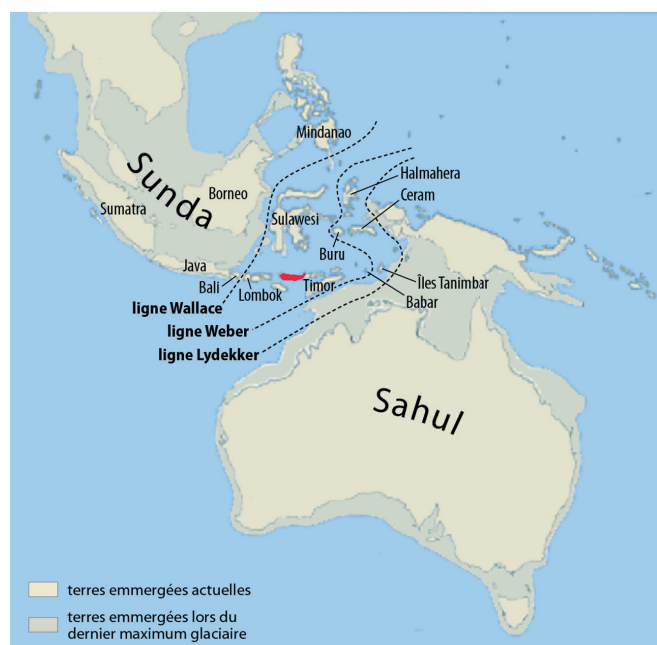 Mindanao
Halmahera
Ceram
Sunda
Borneo
Sumatra
Sulawesi
Buru
Java
Îles Tanimbar
Bali
Timor
Lombok
Babar
ligne Wallace
ligne Weber
ligne Lydekker
Sahul
terres emmergées actuelles
terres emmergées lors du
dernier maximum glaciaire